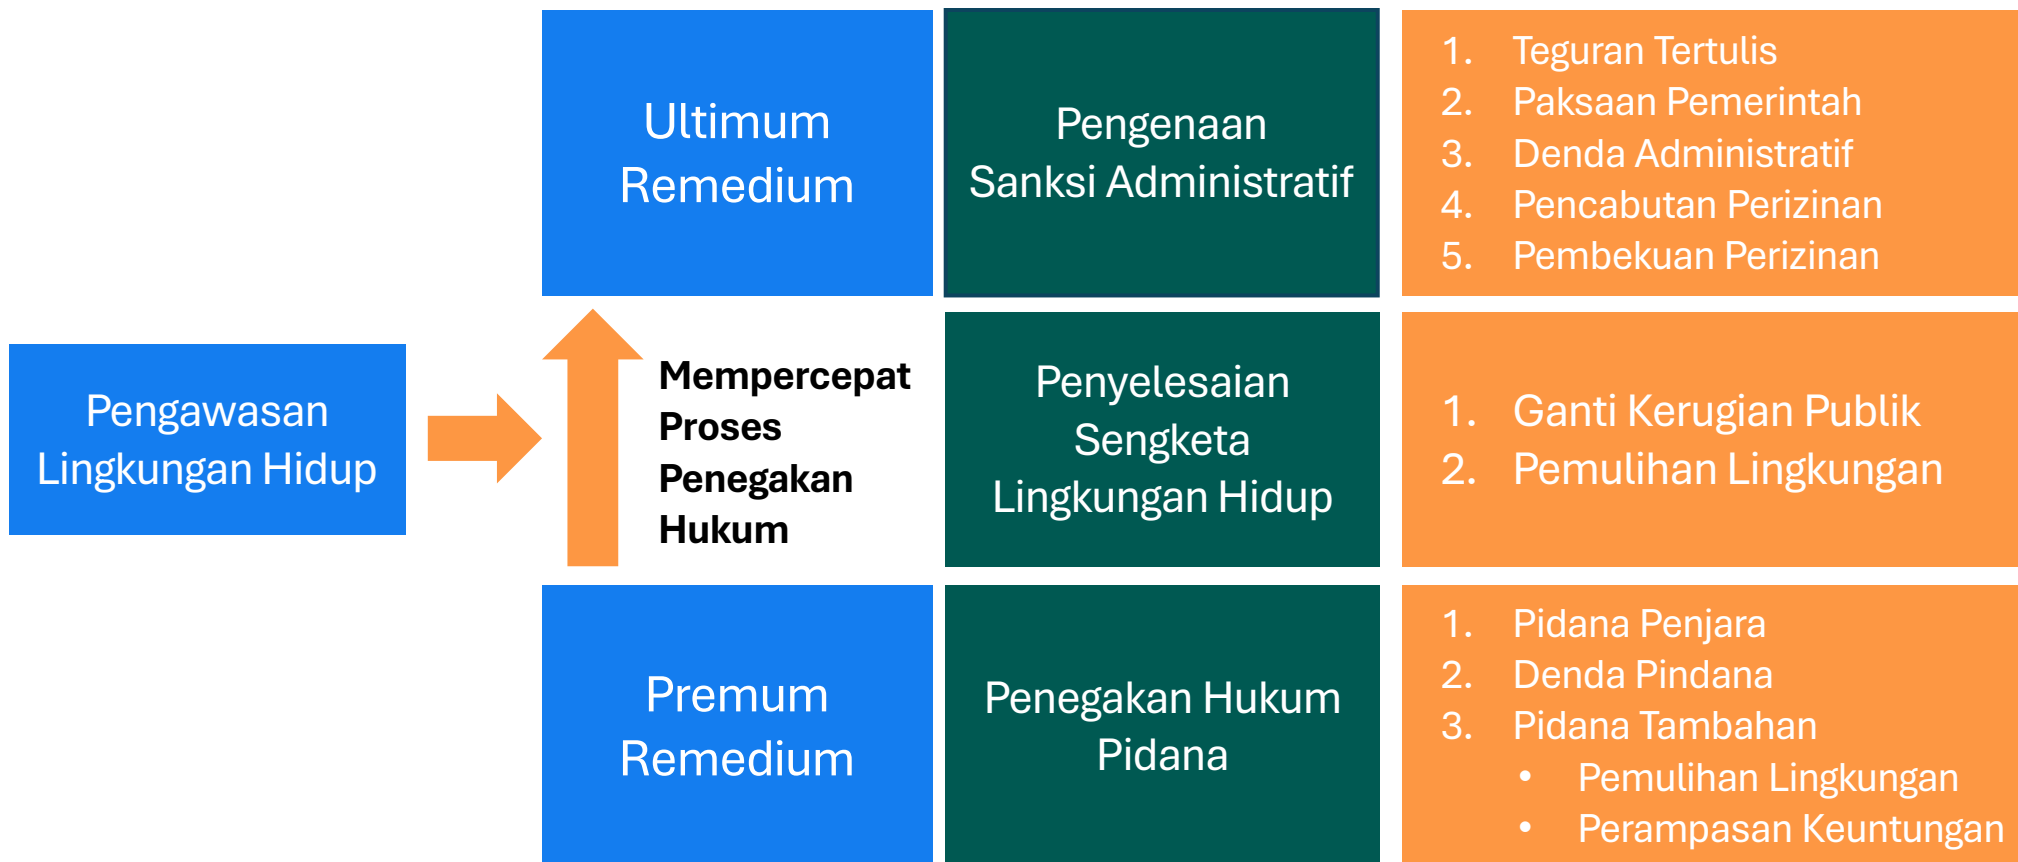 Pengawasan
Lingkungan Hidup
Ultimum
Remedium
Mempercepat
Proses
Penegakan
Hukum
Premum
Remedium
Pengenaan
Sanksi Administratif
Penyelesaian
Sengketa
Lingkungan Hidup
Penegakan Hukum
Pidana
1. Teguran Tertulis
2. Paksaan Pemerintah
3. Denda Administratif
4. Pencabutan Perizinan
5. Pembekuan Perizinan
1. Ganti Kerugian Publik
2. Pemulihan Lingkungan
1. Pidana Penjara
2. Denda Pindana
3. Pidana Tambahan
• Pemulihan Lingkungan
• Perampasan Keuntungan